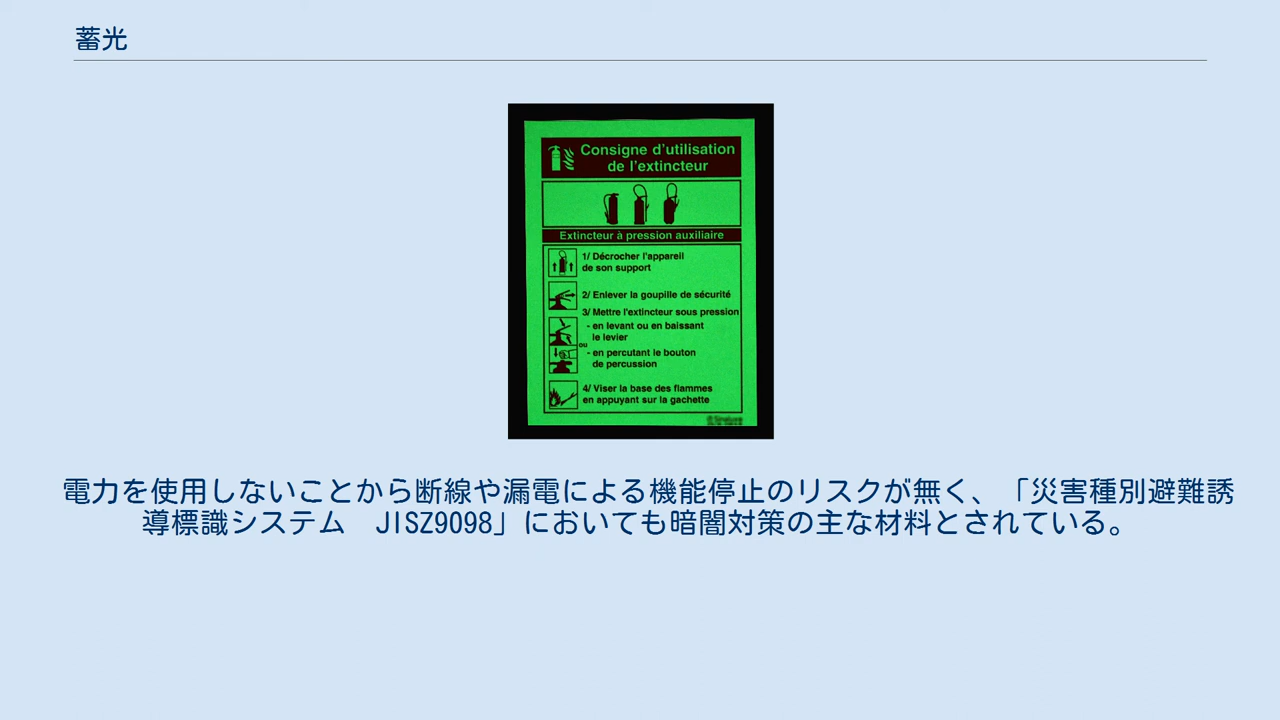 蓄光
Consigne d'utilisation
de l'extincteur
Extincteur à pression auxiliaire
1/ Décrocher l'appareil
de son support
2/ Enlever la goupille de sécurité
3/ Mettre l'extincteur sous pression
- en levant ou en baissant
le levier
ou
- en percutant le bouton
de percussion
4/ Viser la base des flammes
en appuyant sur la gachette
電力を使用しないことから断線や漏電による機能停止のリスクが無く、「災害種別避難誘
導標識システム　JISZ9098」においても暗闇対策の主な材料とされている。